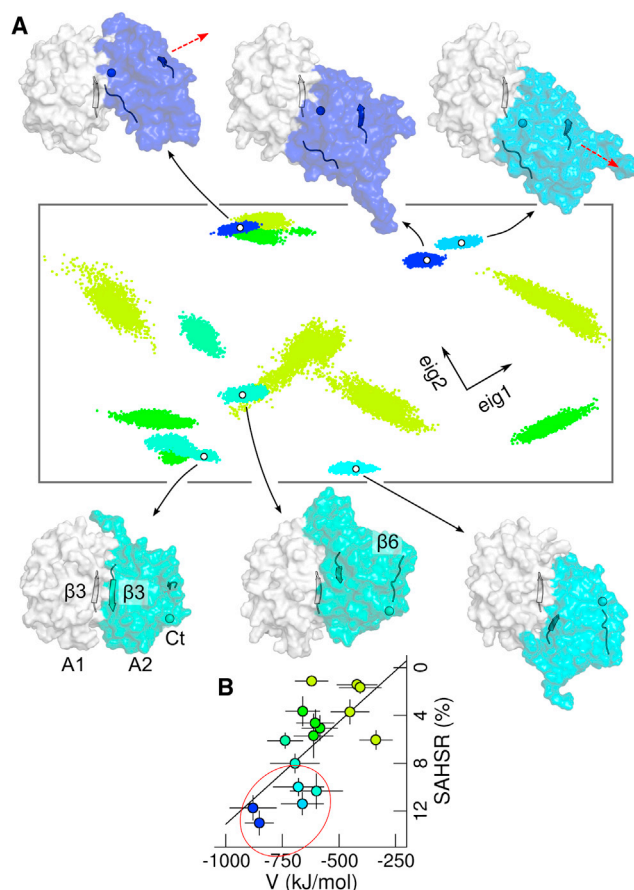 A
eig2
eig1
β6
β3 β3
Ct
A1 A2
B
0
4
8
12
SAHSR (%)
-1000 -750 -500 -250
V (kJ/mol)